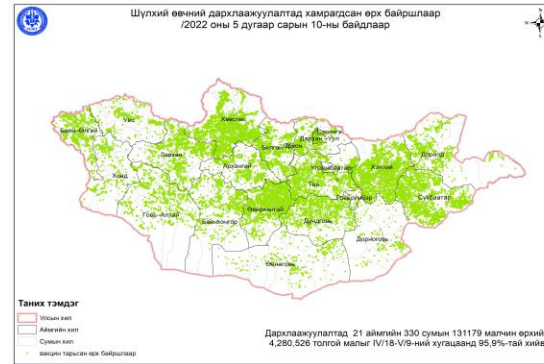 Шүлхий өвчний дархлаажуулалтад хамрагдсан өрх байршлаар
/2022 оны 5 дугаар сарын 10-ны байдлаар
Увс
Хөвсгөл
Баян-Өлгий
Завхан
Булган
Орхон
Дархан-Уул
Ховд
Архангай
Улаанбаатар
Хэнтий
Дорнод
Төв
Сүхбаатар
Говь-Алтай
Баянхонгор
Өвөрхангай
Дундговь
Говьсүмбэр
Дорноговь
Өмнөговь
Таних тэмдэг
Улсын хил
Аймгийн хил
Сумын хил
вакцин тарьсан өрх байршлаар
Дархлаажуулалтад 21 аймгийн 330 сумын 131179 малчин өрхий
4,280,526 толгой малыг IV/18-V/9-ний хугацаанд 95,9%-тай хийв